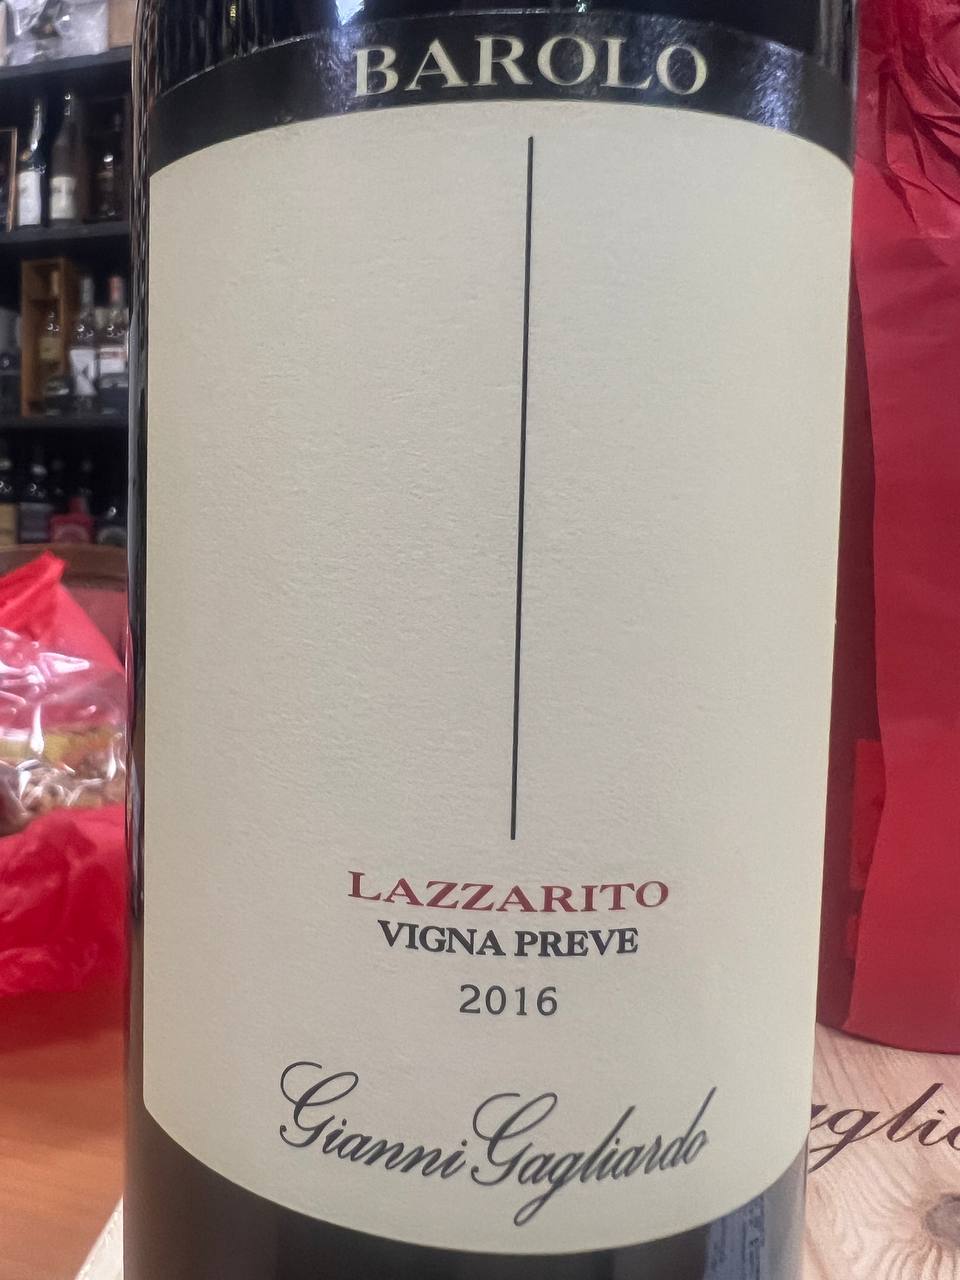 BAROLO
LAZZARITO
VIGNA PREVE
2016
Gianni Gagliardo